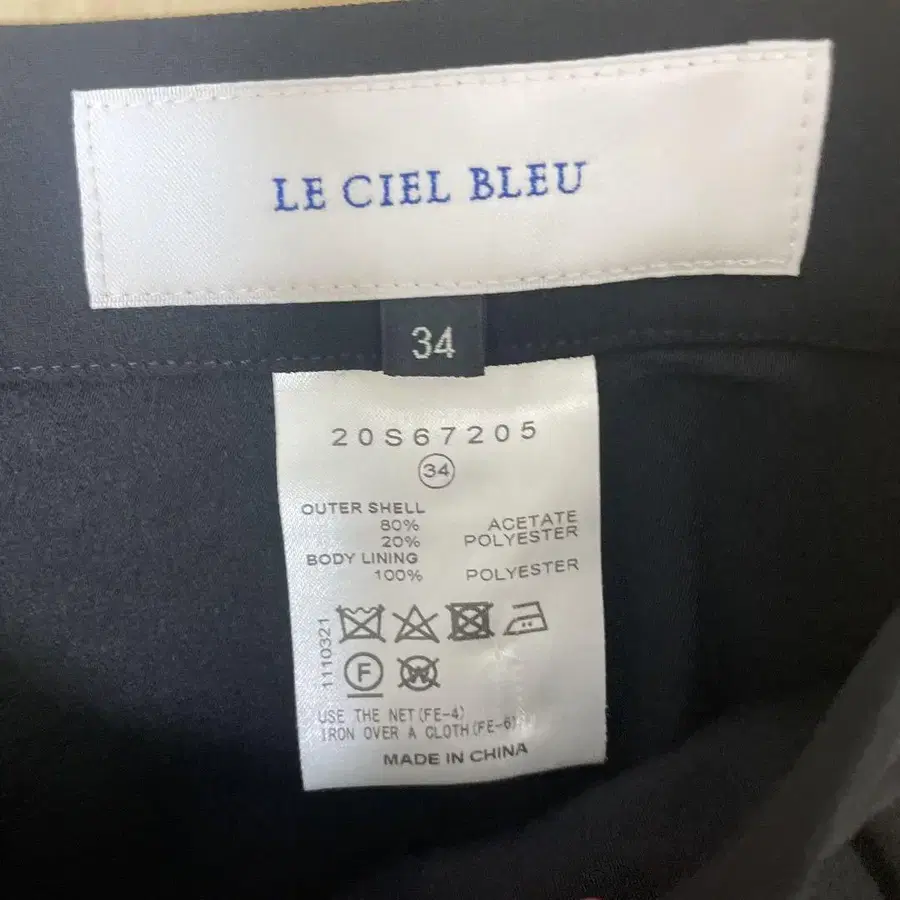 LE CIEL BLEU
34
20S67205
34
OUTER SHELL
80% ACETATE
20% POLYESTER
BODY LINING
100% POLYESTER
1110321
F
W
USE THE NET(FE-4)
IRON OVER A CLOTH(FE-6)
MADE IN CHINA